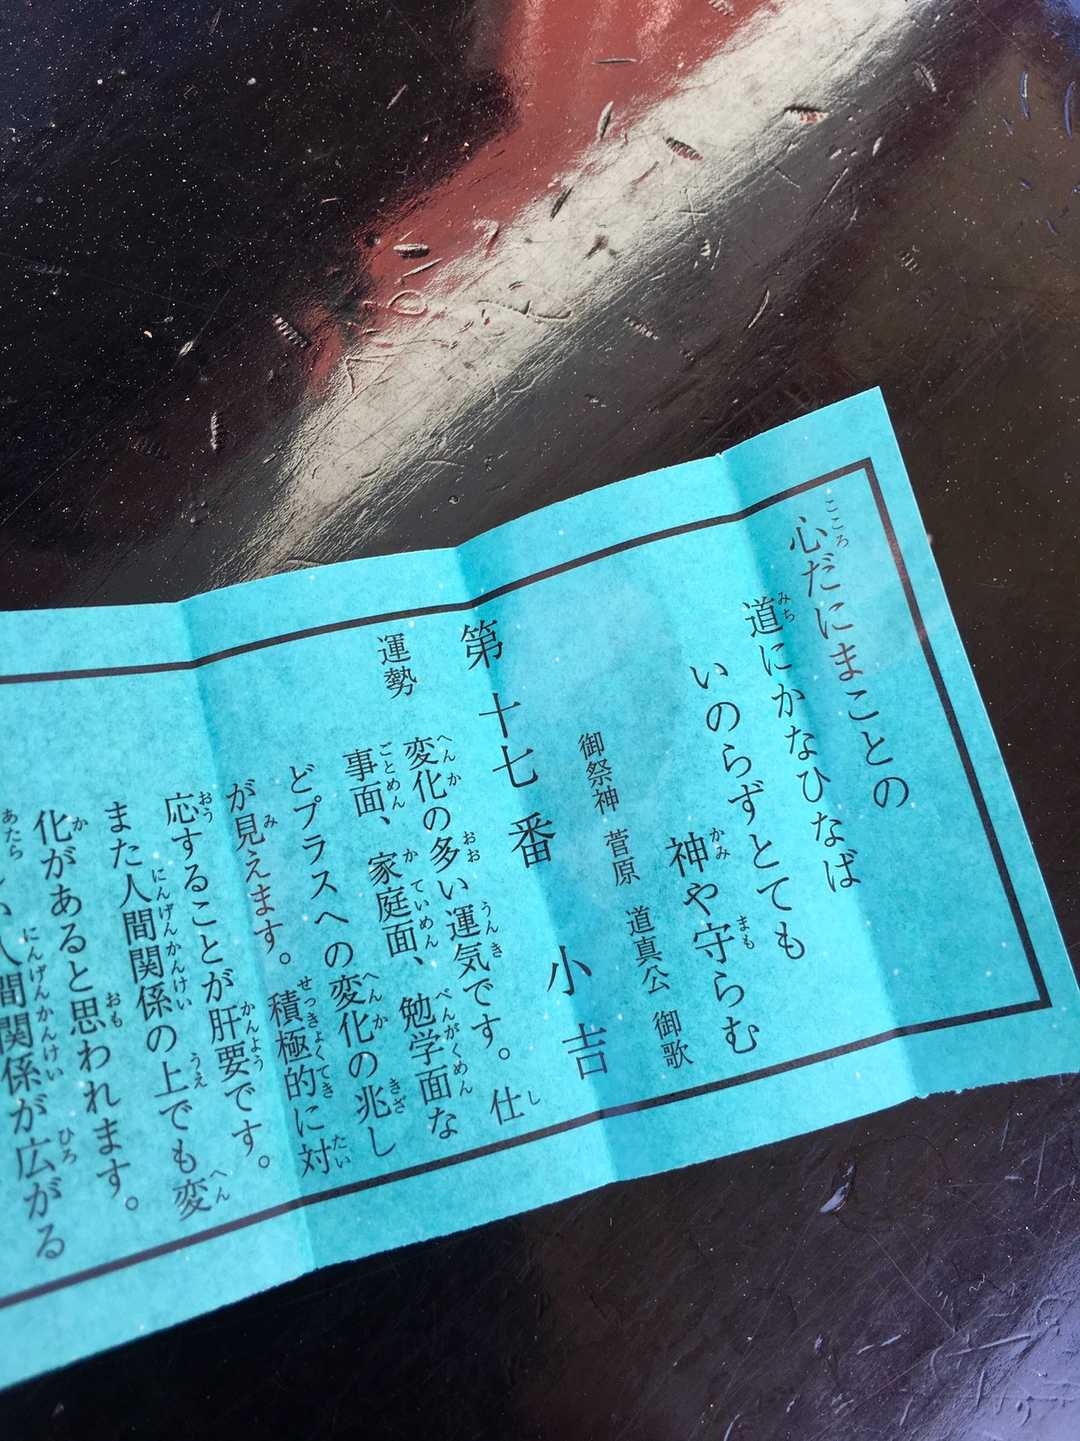 心だにまことの
道にかなひなば
いのらずとても
神や守らむ
御祭神 菅原 道真公 御歌
第十七番 小吉
運勢
変化の多い運気です。仕
事面、家庭面、勉学面な
どプラスへの変化の兆し
が見えます。積極的に対
応することが肝要です。
また人間関係の上でも変
化があると思われます。
人間関係が広がる